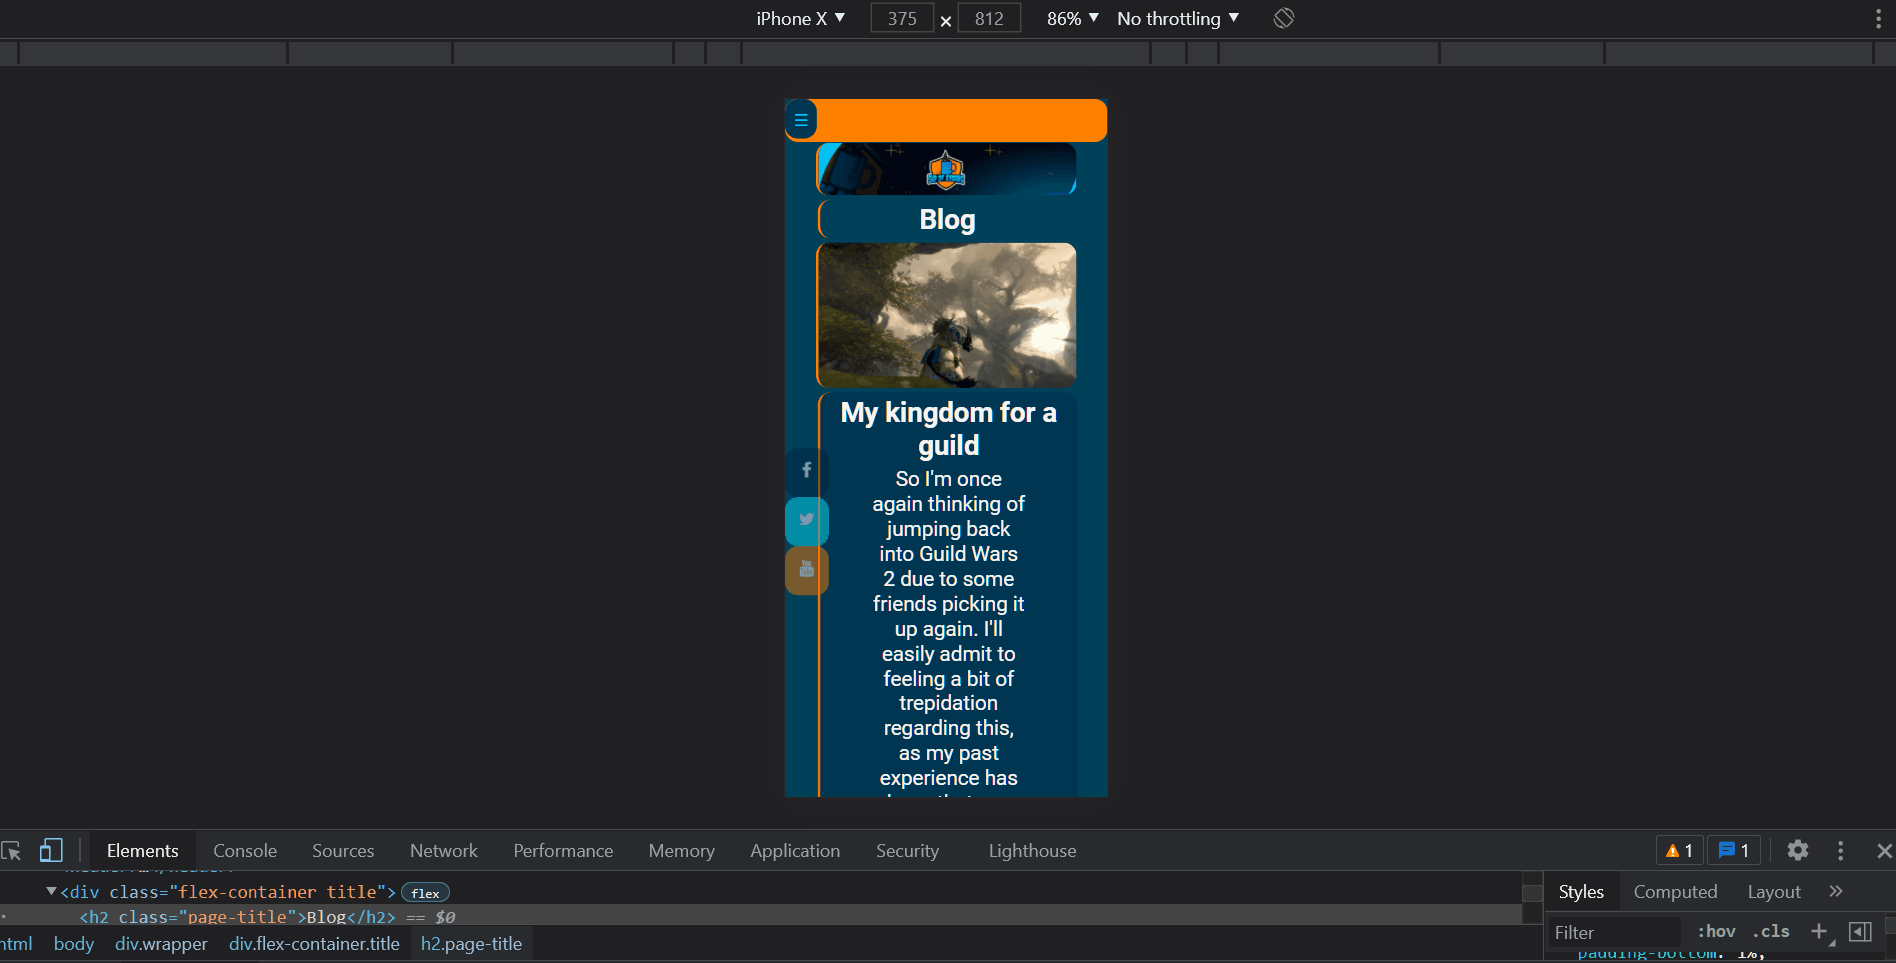 iPhone X ▼ 375 × 812 86% ▼ No throttling ▼
☰
Blog
My kingdom for a
guild
So I'm once
again thinking of
jumping back
into Guild Wars
2 due to some
friends picking it
up again. I'll
easily admit to
feeling a bit of
trepidation
regarding this,
as my past
experience has
Elements Console Sources Network Performance Memory Application Security Lighthouse 1 1
▼<div class="flex-container title"> flex
<h2 class="page-title">Blog</h2> == $0
html body div.wrapper div.flex-container.title h2.page-title
Styles Computed Layout »
Filter :hov .cls +
padding-bottom: 1%;